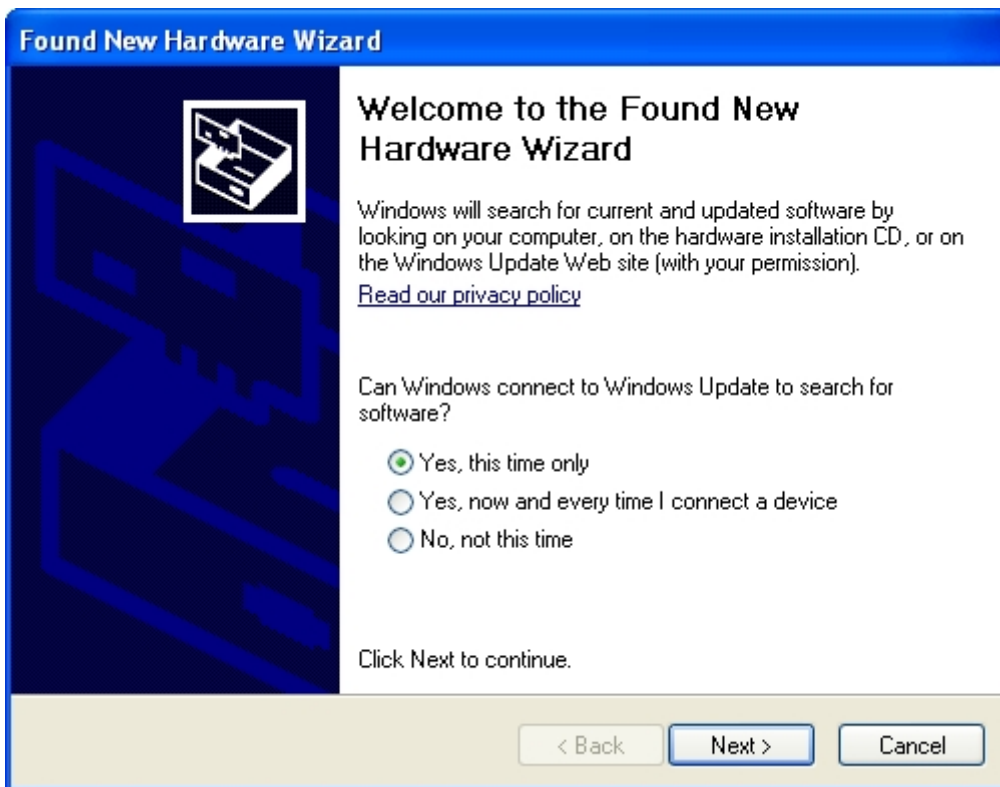 Found New Hardware Wizard
Welcome to the Found New
Hardware Wizard
Windows will search for current and updated software by
looking on your computer, on the hardware installation CD, or on
the Windows Update Web site (with your permission).
Read our privacy policy
Can Windows connect to Windows Update to search for
software?
Yes, this time only
Yes, now and every time I connect a device
No, not this time
Click Next to continue.
< Back
Next >
Cancel